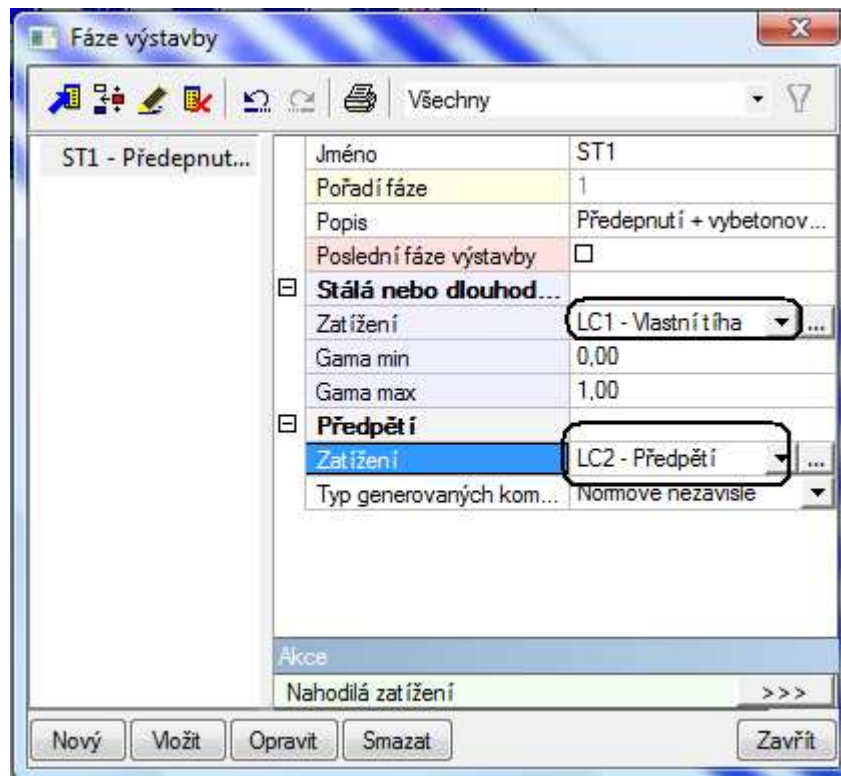 Fáze výstavby
Všechny
ST1 - Předepnut...
Jméno ST1
Pořadí fáze 1
Popis Předepnutí + vybetonov...
Poslední fáze výstavby
Stálá nebo dlouhod...
Zatížení LC1 - Vlastní tíha ...
Gama min 0,00
Gama max 1,00
Předpětí
Zatížení LC2 - Předpětí ...
Typ generovaných kom... Normově nezávislé
Akce
Nahodilá zatížení >>>
Nový Vložit Opravit Smazat Zavřít